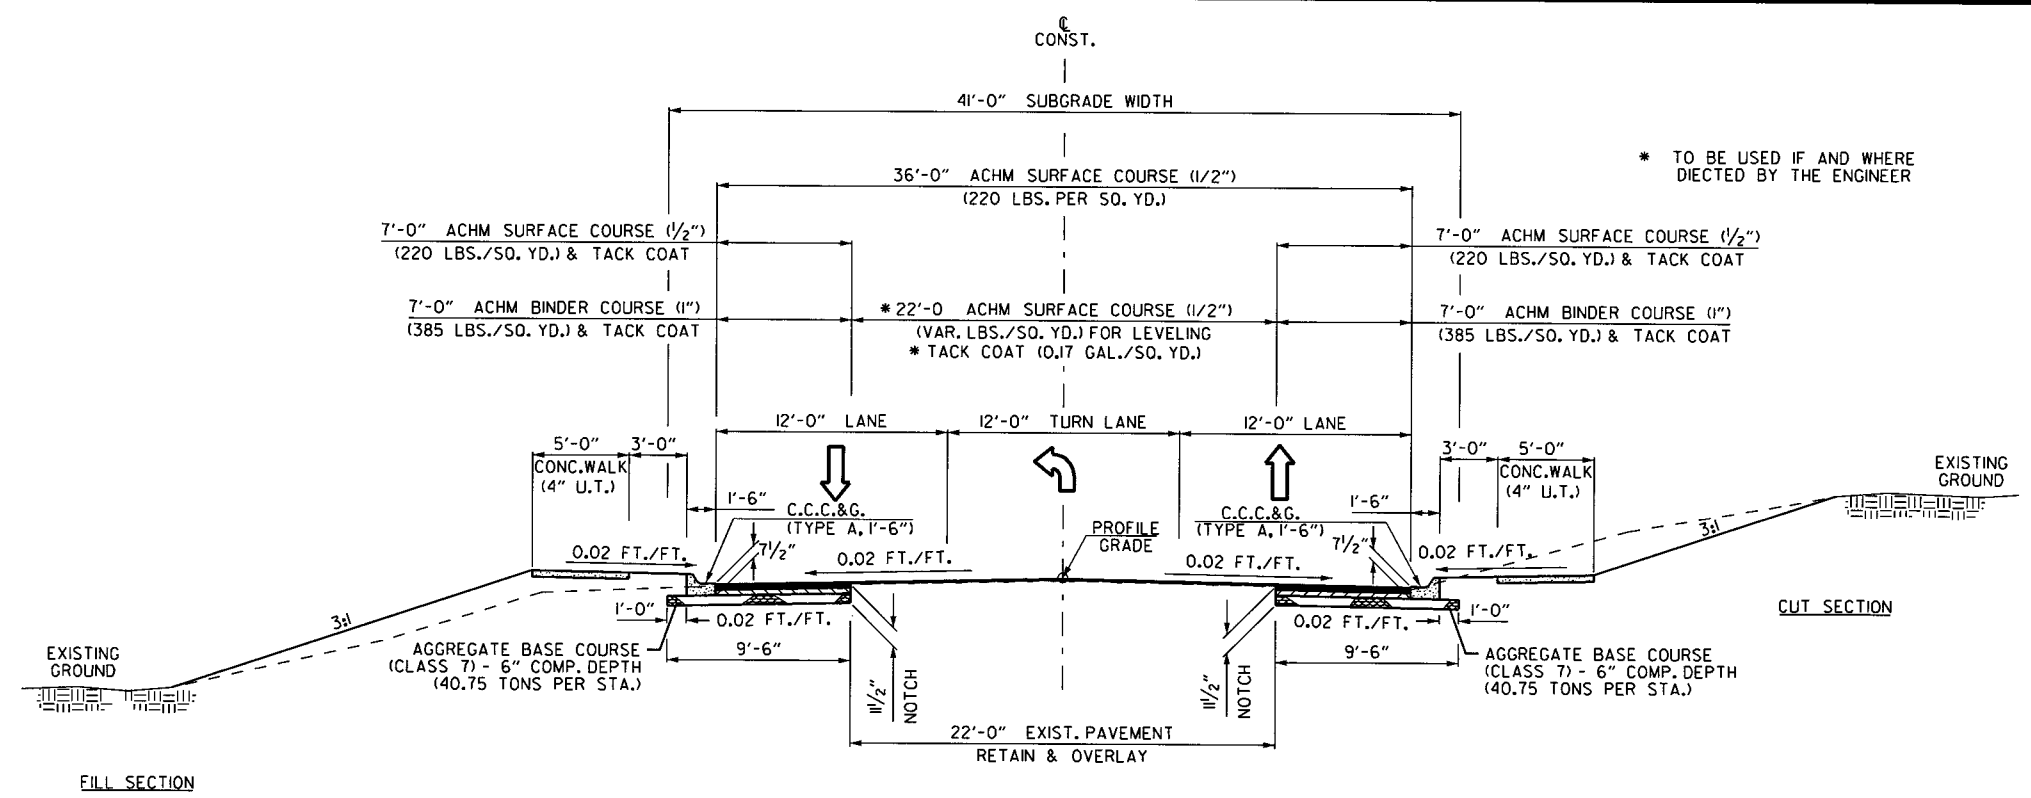 ℄
CONST.
41'-0" SUBGRADE WIDTH
* TO BE USED IF AND WHERE
DIECTED BY THE ENGINEER
36'-0" ACHM SURFACE COURSE (1/2")
(220 LBS. PER SQ. YD.)
7'-0" ACHM SURFACE COURSE (1/2")
(220 LBS./SQ. YD.) & TACK COAT
7'-0" ACHM SURFACE COURSE (1/2")
(220 LBS./SQ. YD.) & TACK COAT
7'-0" ACHM BINDER COURSE (1")
(385 LBS./SQ. YD.) & TACK COAT
* 22'-0 ACHM SURFACE COURSE (1/2")
(VAR. LBS./SQ. YD.) FOR LEVELING
* TACK COAT (0.17 GAL./SQ. YD.)
7'-0" ACHM BINDER COURSE (1")
(385 LBS./SQ. YD.) & TACK COAT
12'-0" LANE
12'-0" TURN LANE
12'-0" LANE
5'-0"
CONC. WALK
(4" U.T.)
3'-0"
3'-0"
5'-0"
CONC. WALK
(4" U.T.)
EXISTING
GROUND
1'-6"
C.C.C.&G.
(TYPE A, 1'-6")
1'-6"
C.C.C.&G.
(TYPE A, 1'-6")
PROFILE
GRADE
3:1
0.02 FT./FT.
7 1/2"
0.02 FT./FT.
0.02 FT./FT.
7 1/2"
0.02 FT./FT.
3:1
1'-0"
0.02 FT./FT.
0.02 FT./FT.
1'-0"
CUT SECTION
EXISTING
GROUND
AGGREGATE BASE COURSE
(CLASS 7) - 6" COMP. DEPTH
(40.75 TONS PER STA.)
9'-6"
11 1/2"
NOTCH
11 1/2"
NOTCH
9'-6"
AGGREGATE BASE COURSE
(CLASS 7) - 6" COMP. DEPTH
(40.75 TONS PER STA.)
22'-0" EXIST. PAVEMENT
RETAIN & OVERLAY
FILL SECTION